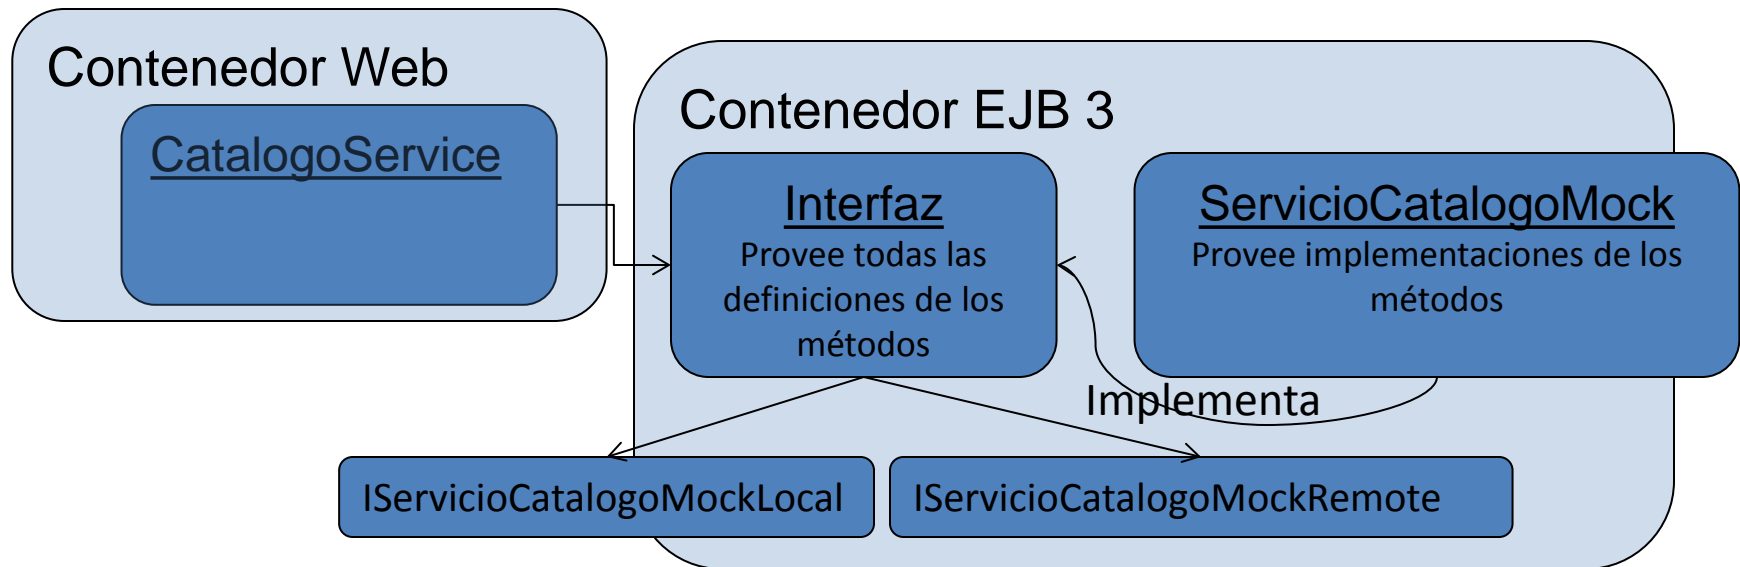 Contenedor Web
CatalogoService
Contenedor EJB 3
Interfaz
Provee todas las
definiciones de los
métodos
ServicioCatalogoMock
Provee implementaciones de los
métodos
Implementa
IServicioCatalogoMockLocal
IServicioCatalogoMockRemote